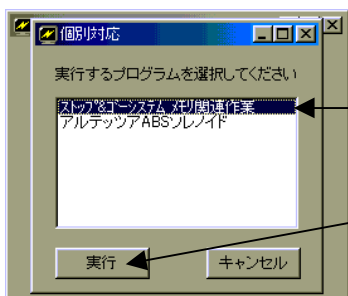 個別対応
実行するプログラムを選択してください
ストップ&ゴーシステム メモリ関連作業
アルテッツアABSソレノイド
実行
キャンセル